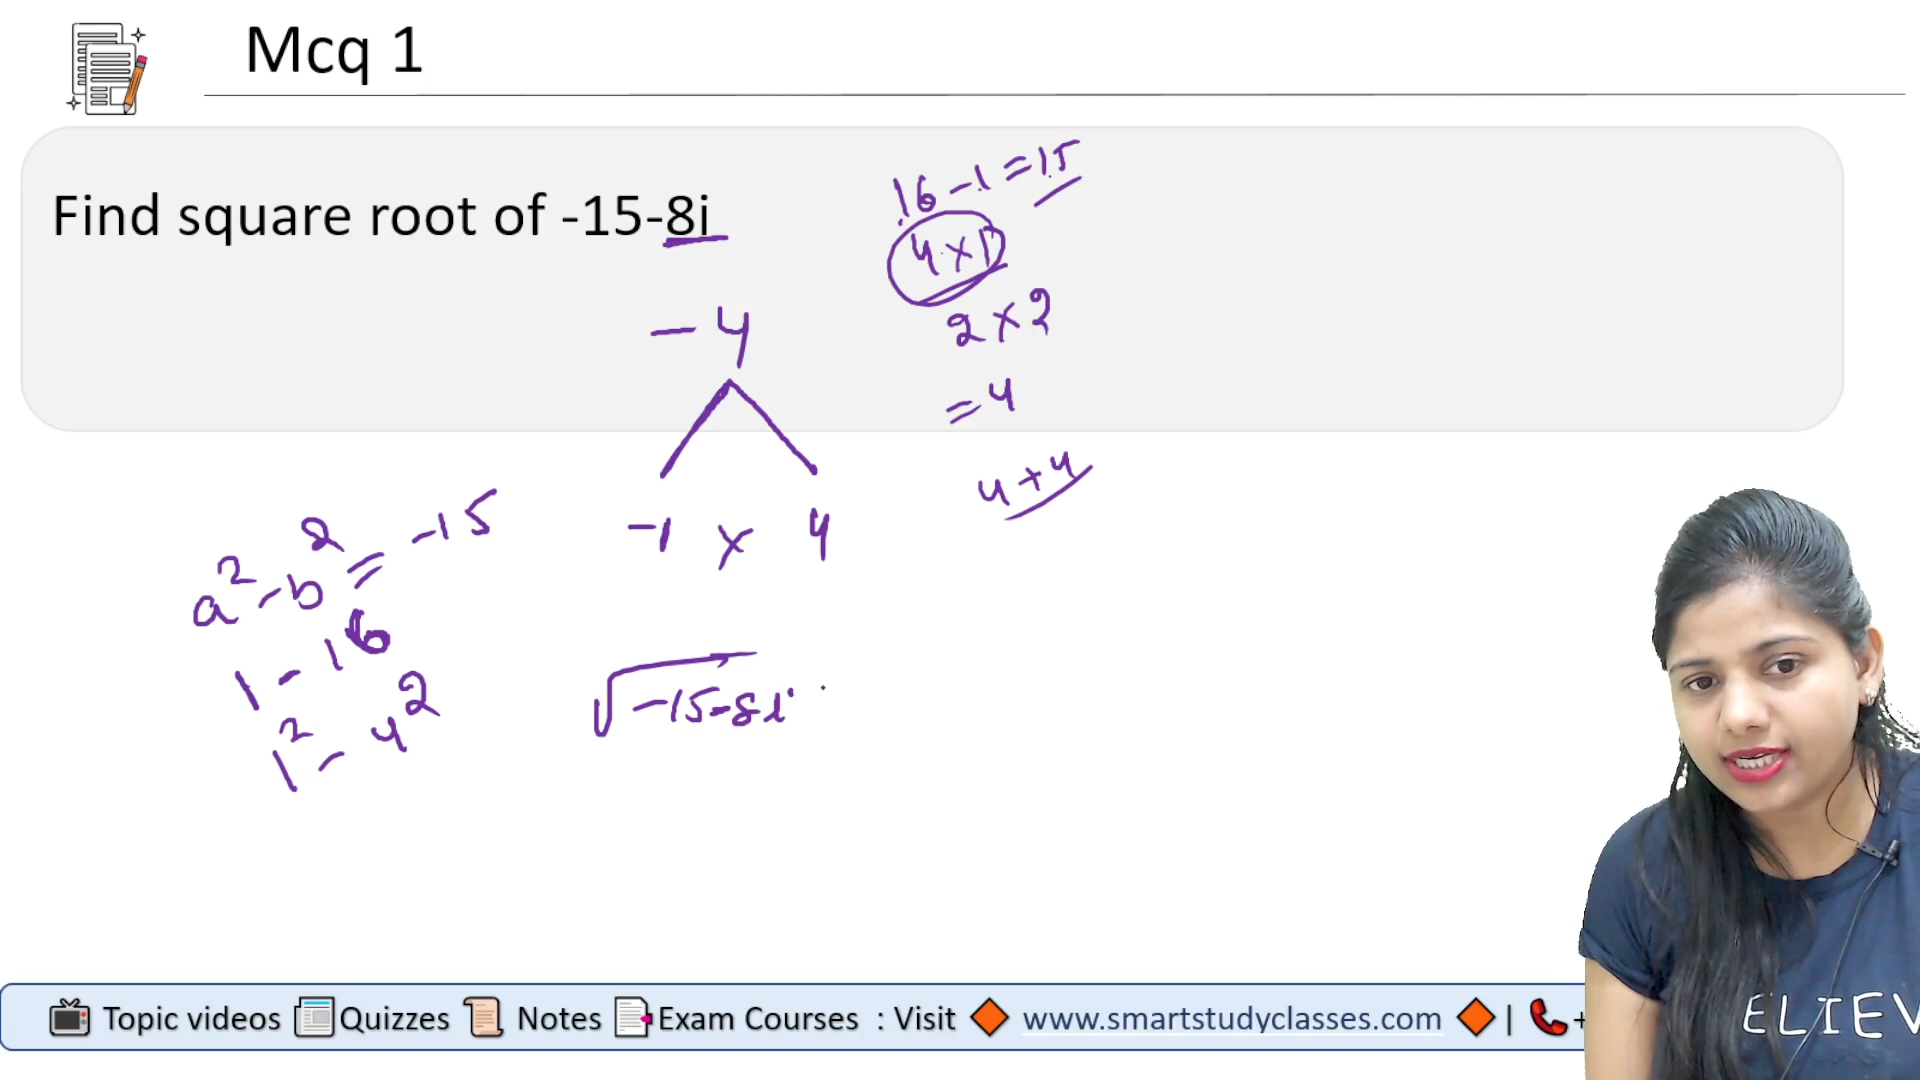 Mcq 1
Find square root of -15-8i
16-1=15
4×1
2×2
=4
4+4
-4
-1 × 4
a²-b²=-15
1-16
1²-4²
√-15-8i
Topic videos Quizzes Notes Exam Courses : Visit www.smartstudyclasses.com | +
ELIEV